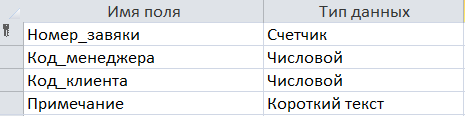 Имя поля Тип данных
Номер_завяки Счетчик
Код_менеджера Числовой
Код_клиента Числовой
Примечание Короткий текст